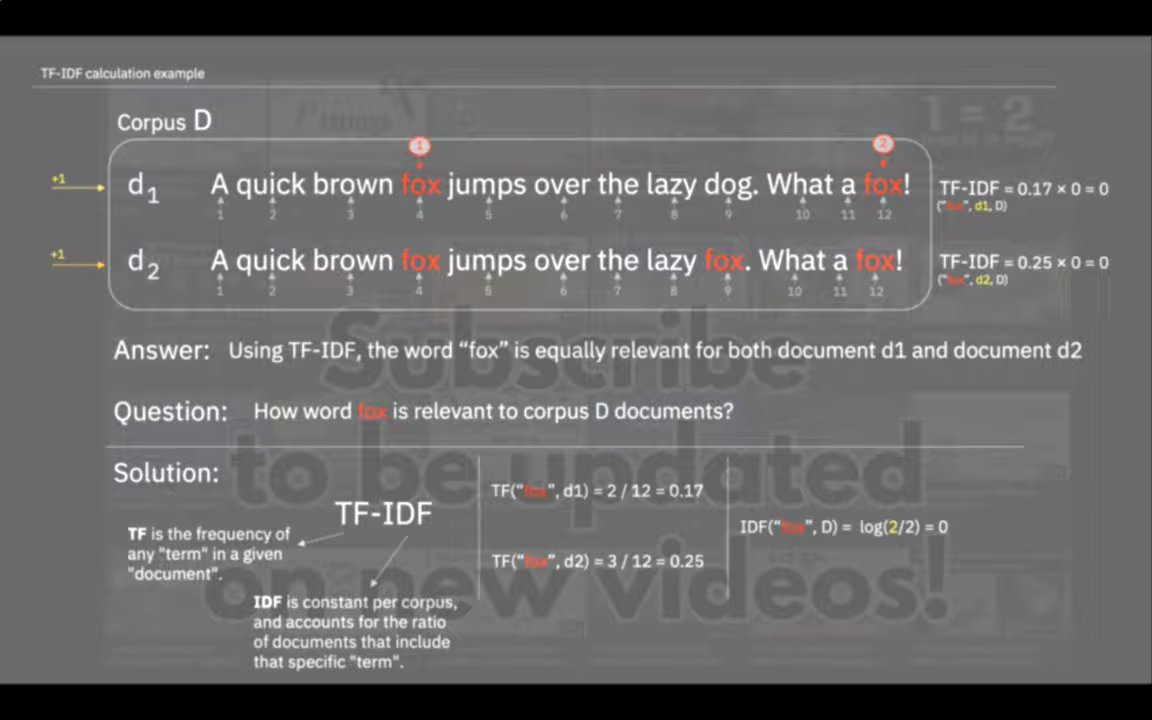 TF-IDF calculation example
Corpus D
1 = 2
1
2
+1
d1 A quick brown fox jumps over the lazy dog. What a fox!
TF-IDF = 0.17 × 0 = 0
("fox", d1, D)
1 2 3 4 5 6 7 8 9 10 11 12
+1
d2 A quick brown fox jumps over the lazy fox. What a fox!
TF-IDF = 0.25 × 0 = 0
("fox", d2, D)
1 2 3 4 5 6 7 8 9 10 11 12
Answer: Using TF-IDF, the word “fox” is equally relevant for both document d1 and document d2
Question: How word fox is relevant to corpus D documents?
Solution:
TF-IDF
TF is the frequency of
any "term" in a given
"document".
IDF is constant per corpus,
and accounts for the ratio
of documents that include
that specific "term".
TF(“fox”, d1) = 2 / 12 = 0.17
TF(“fox”, d2) = 3 / 12 = 0.25
IDF(“fox”, D) = log(2/2) = 0
Subscribe
to be updated
on new videos!